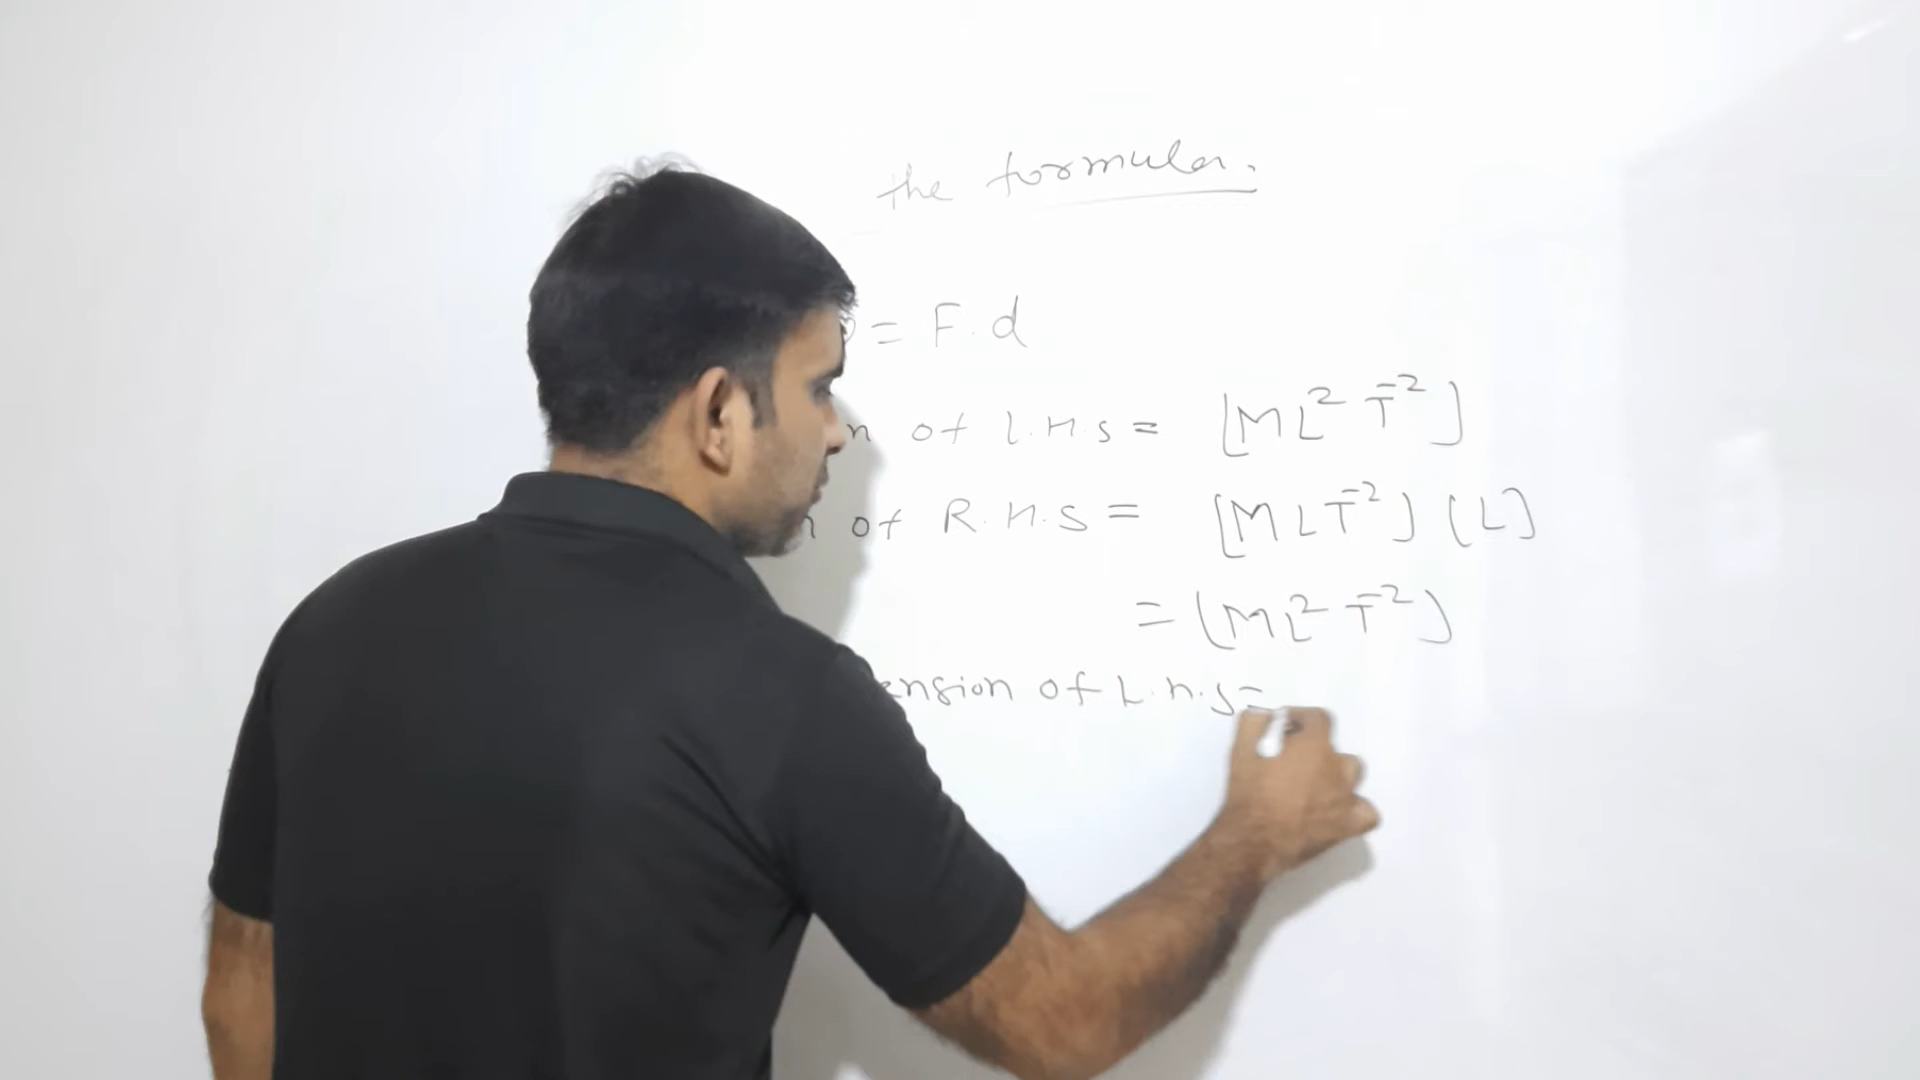 the formula.
= F.d
n of L.H.S = [ML²T⁻²]
of R.H.S = [MLT⁻²] [L]
= [ML²T⁻²]
ension of L.H.S =